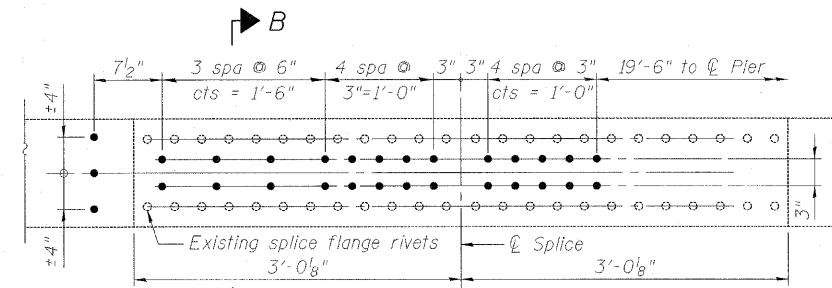 B
7½" 3 spa @ 6" 4 spa @ 3" 3" 4 spa @ 3" 19'-6" to ℄ Pier
cts = 1'-6" 3"=1'-0" cts = 1'-0"
±4"
±4"
3"
Existing splice flange rivets ℄ Splice
3'-0⅛" 3'-0⅛"